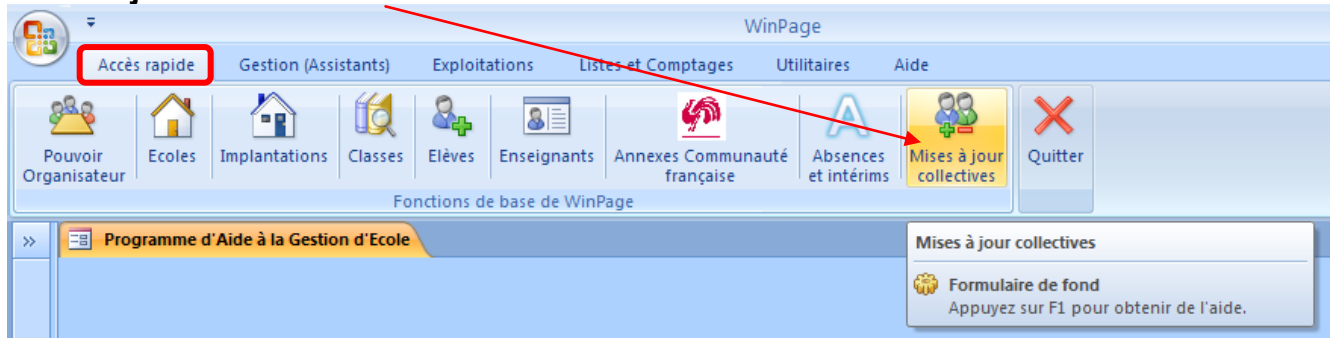 WinPage
Accès rapide Gestion (Assistants) Exploitations Listes et Comptages Utilitaires Aide
Pouvoir Organisateur Ecoles Implantations Classes Elèves Enseignants Annexes Communauté française Absences et intérims Mises à jour collectives Quitter
Fonctions de base de WinPage
» Programme d'Aide à la Gestion d'Ecole
Mises à jour collectives
Formulaire de fond
Appuyez sur F1 pour obtenir de l'aide.